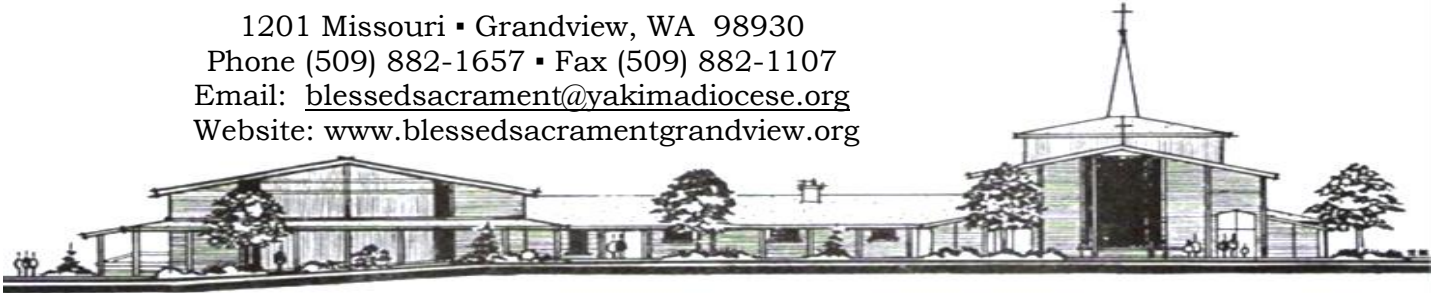 1201 Missouri ▪ Grandview, WA  98930
Phone (509) 882-1657 ▪ Fax (509) 882-1107
Email:  blessedsacrament@yakimadiocese.org
Website: www.blessedsacramentgrandview.org